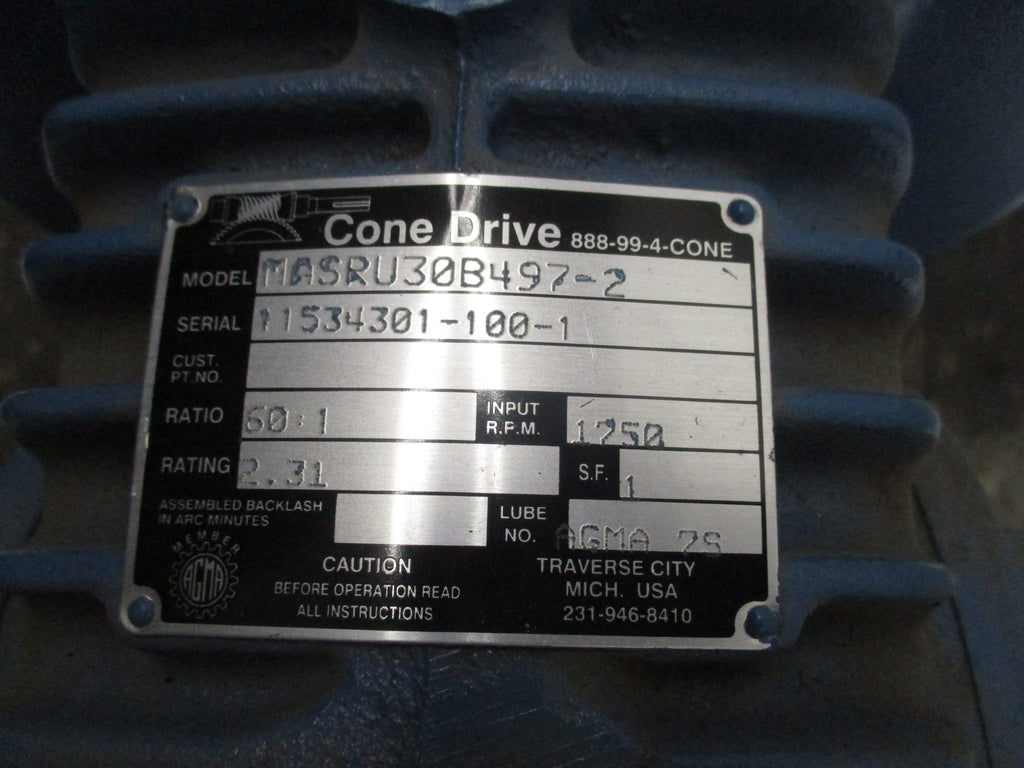 Cone Drive 888-99-4-CONE
MODEL MASRU30B497-2
SERIAL 11534301-100-1
CUST.
PT.NO.
RATIO 60:1 INPUT
R.P.M. 1750
RATING 2.31 S.F. 1
ASSEMBLED BACKLASH
IN ARC MINUTES
LUBE
NO. AGMA 7S
MEMBER
AGMA
CAUTION
BEFORE OPERATION READ
ALL INSTRUCTIONS
TRAVERSE CITY
MICH. USA
231-946-8410